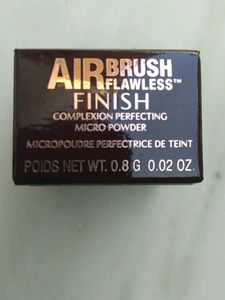 AIRBRUSH
FLAWLESS™
FINISH
COMPLEXION PERFECTING
MICRO POWDER
MICROPOUDRE PERFECTRICE DE TEINT
POIDS NET WT. 0.8 G 0.02 OZ.